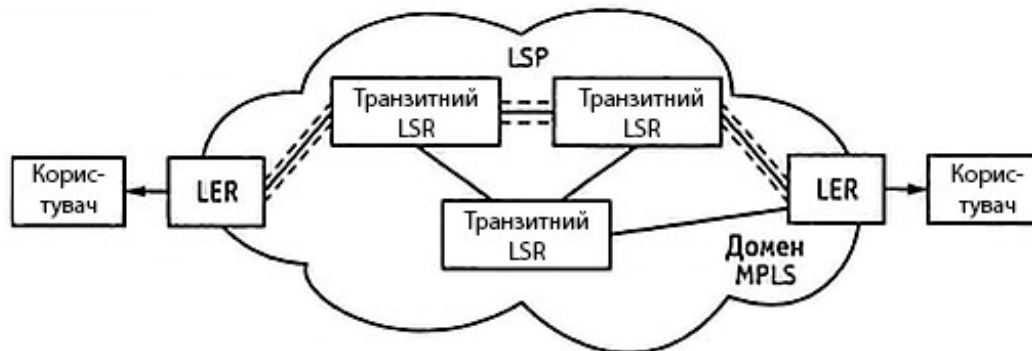 LSP
Транзитний
LSR
Транзитний
LSR
Корис-
тувач
LER
LER
Корис-
тувач
Транзитний
LSR
Домен
MPLS